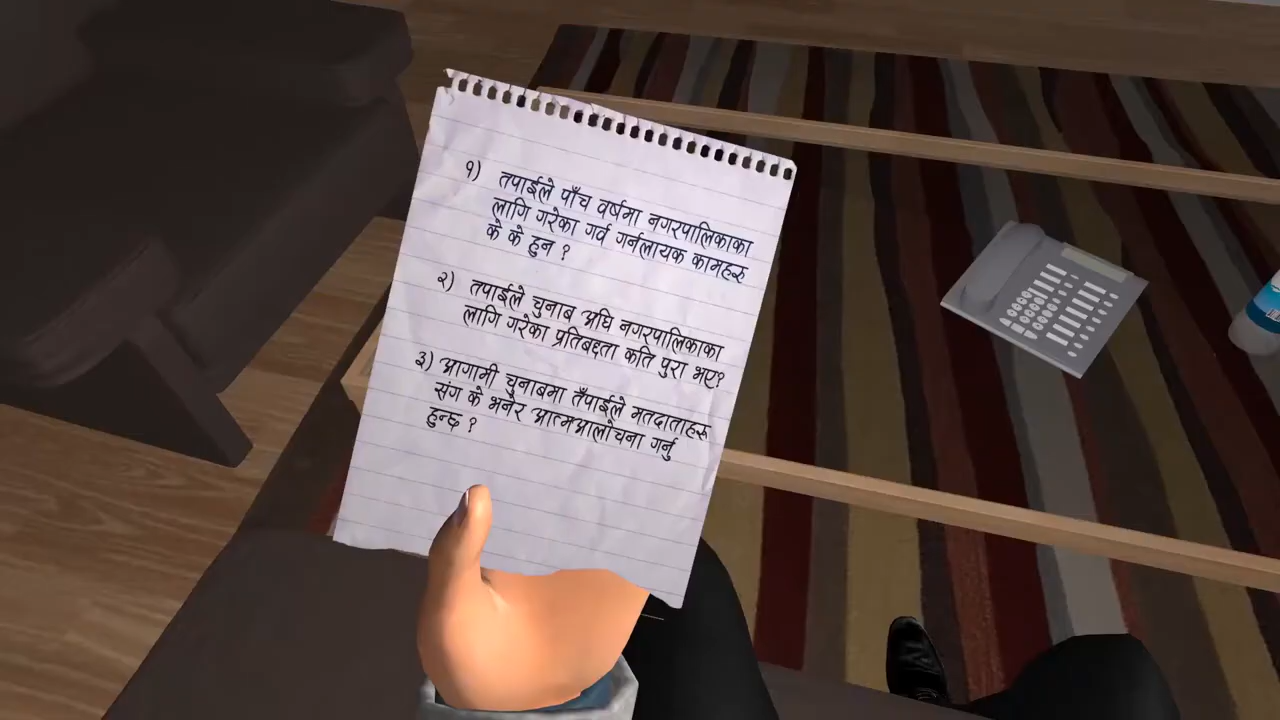 १) तपाईले पाँच वर्षमा नगरपालिकाका
लागि गरेका गर्व गर्नलायक कामहरु
के के हुन ?
२) तपाईले चुनाब अघि नगरपालिकाका
लागि गरेका प्रतिबद्दता कति पुरा भए?
३) आगामी चुनाबमा तँपाईले मतदाताहरू
संग के भनेर आत्मआलोचना गर्नु
हुन्छ ?